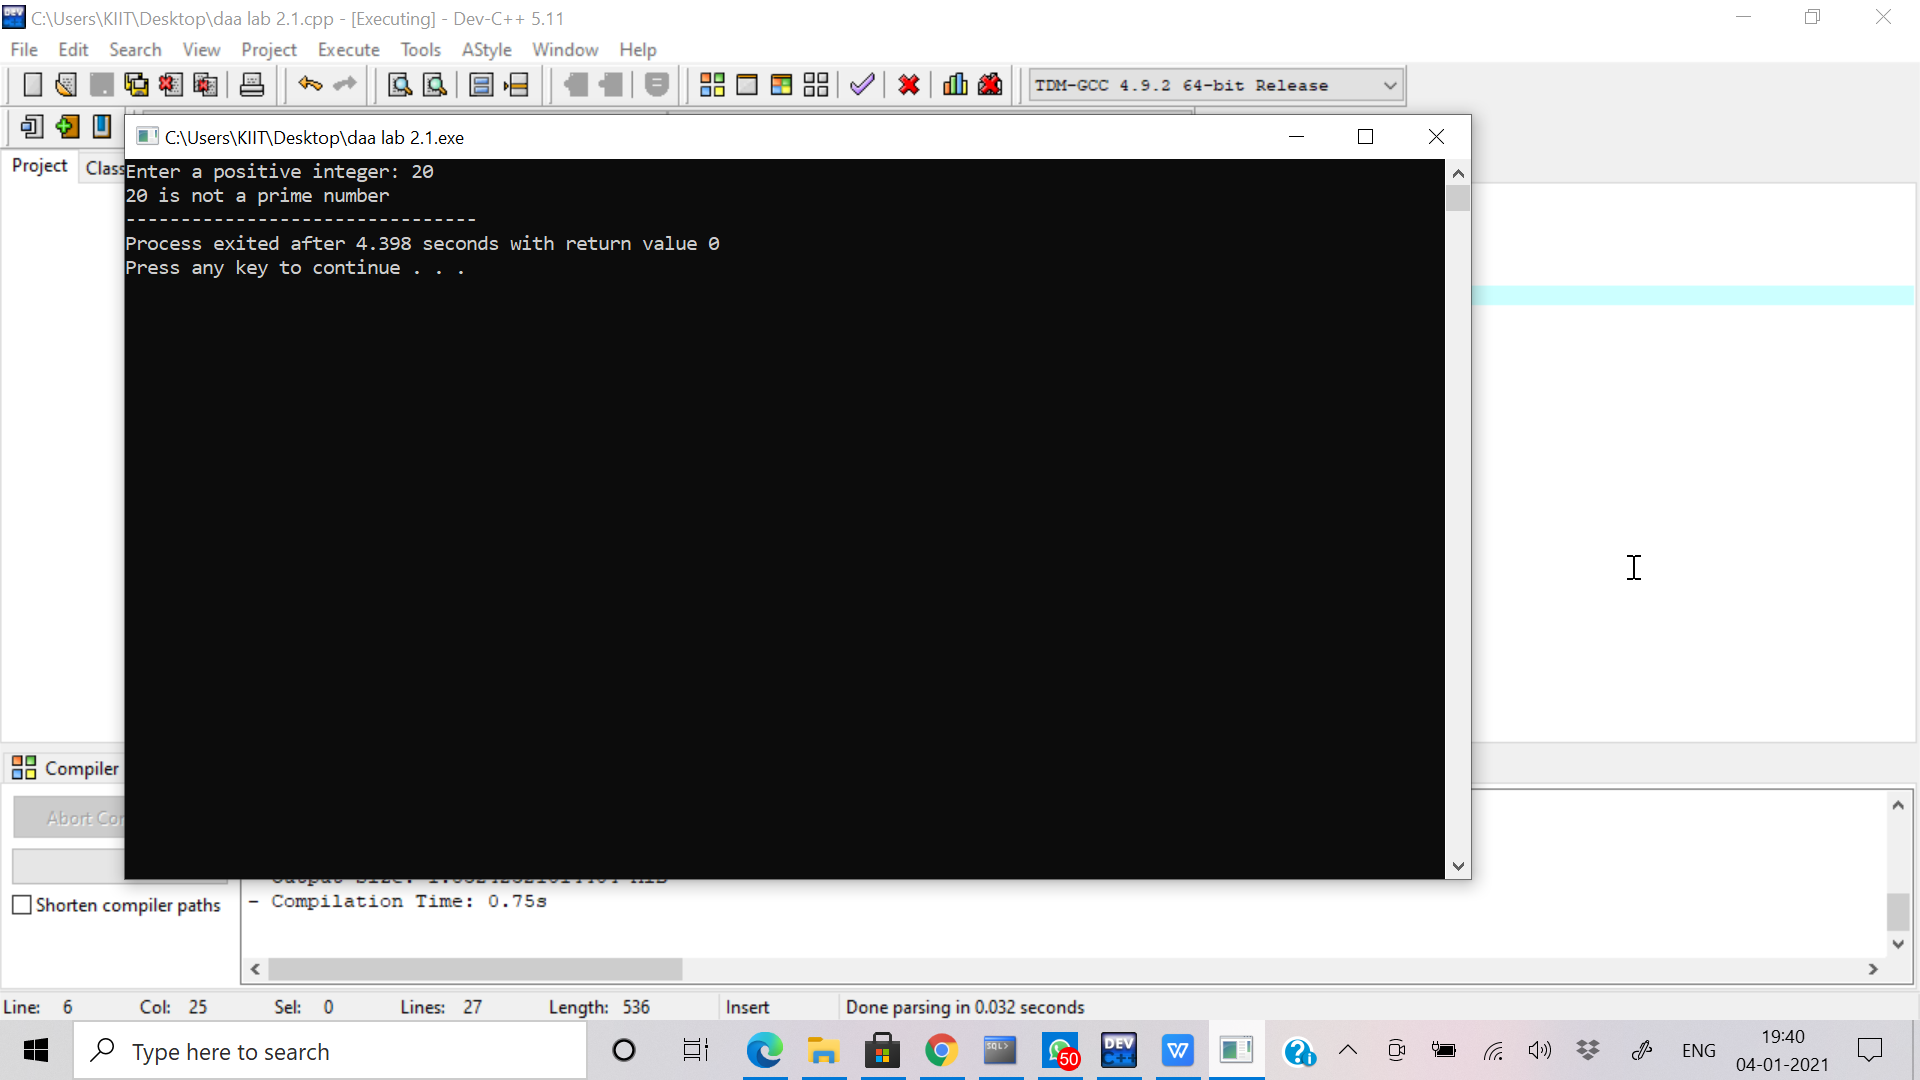 C:\Users\KIIT\Desktop\daa lab 2.1.cpp - [Executing] - Dev-C++ 5.11
File Edit Search View Project Execute Tools AStyle Window Help
TDM-GCC 4.9.2 64-bit Release
C:\Users\KIIT\Desktop\daa lab 2.1.exe
Project Class
Enter a positive integer: 20
20 is not a prime number
--------------------------------
Process exited after 4.398 seconds with return value 0
Press any key to continue . . .
Compiler
Abort
Shorten compiler paths
- Compilation Time: 0.75s
Line: 6 Col: 25 Sel: 0 Lines: 27 Length: 536 Insert Done parsing in 0.032 seconds
Type here to search
SQL>
50
DEV
C++
W
ENG
19:40
04-01-2021